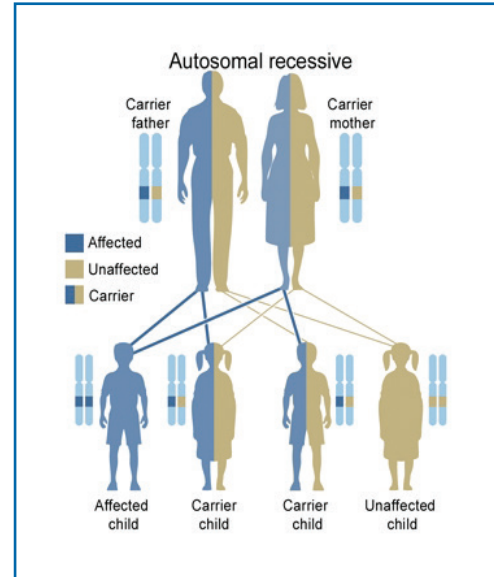 Autosomal recessive
Carrier father
Carrier mother
Affected
Unaffected
Carrier
Affected child
Carrier child
Carrier child
Unaffected child